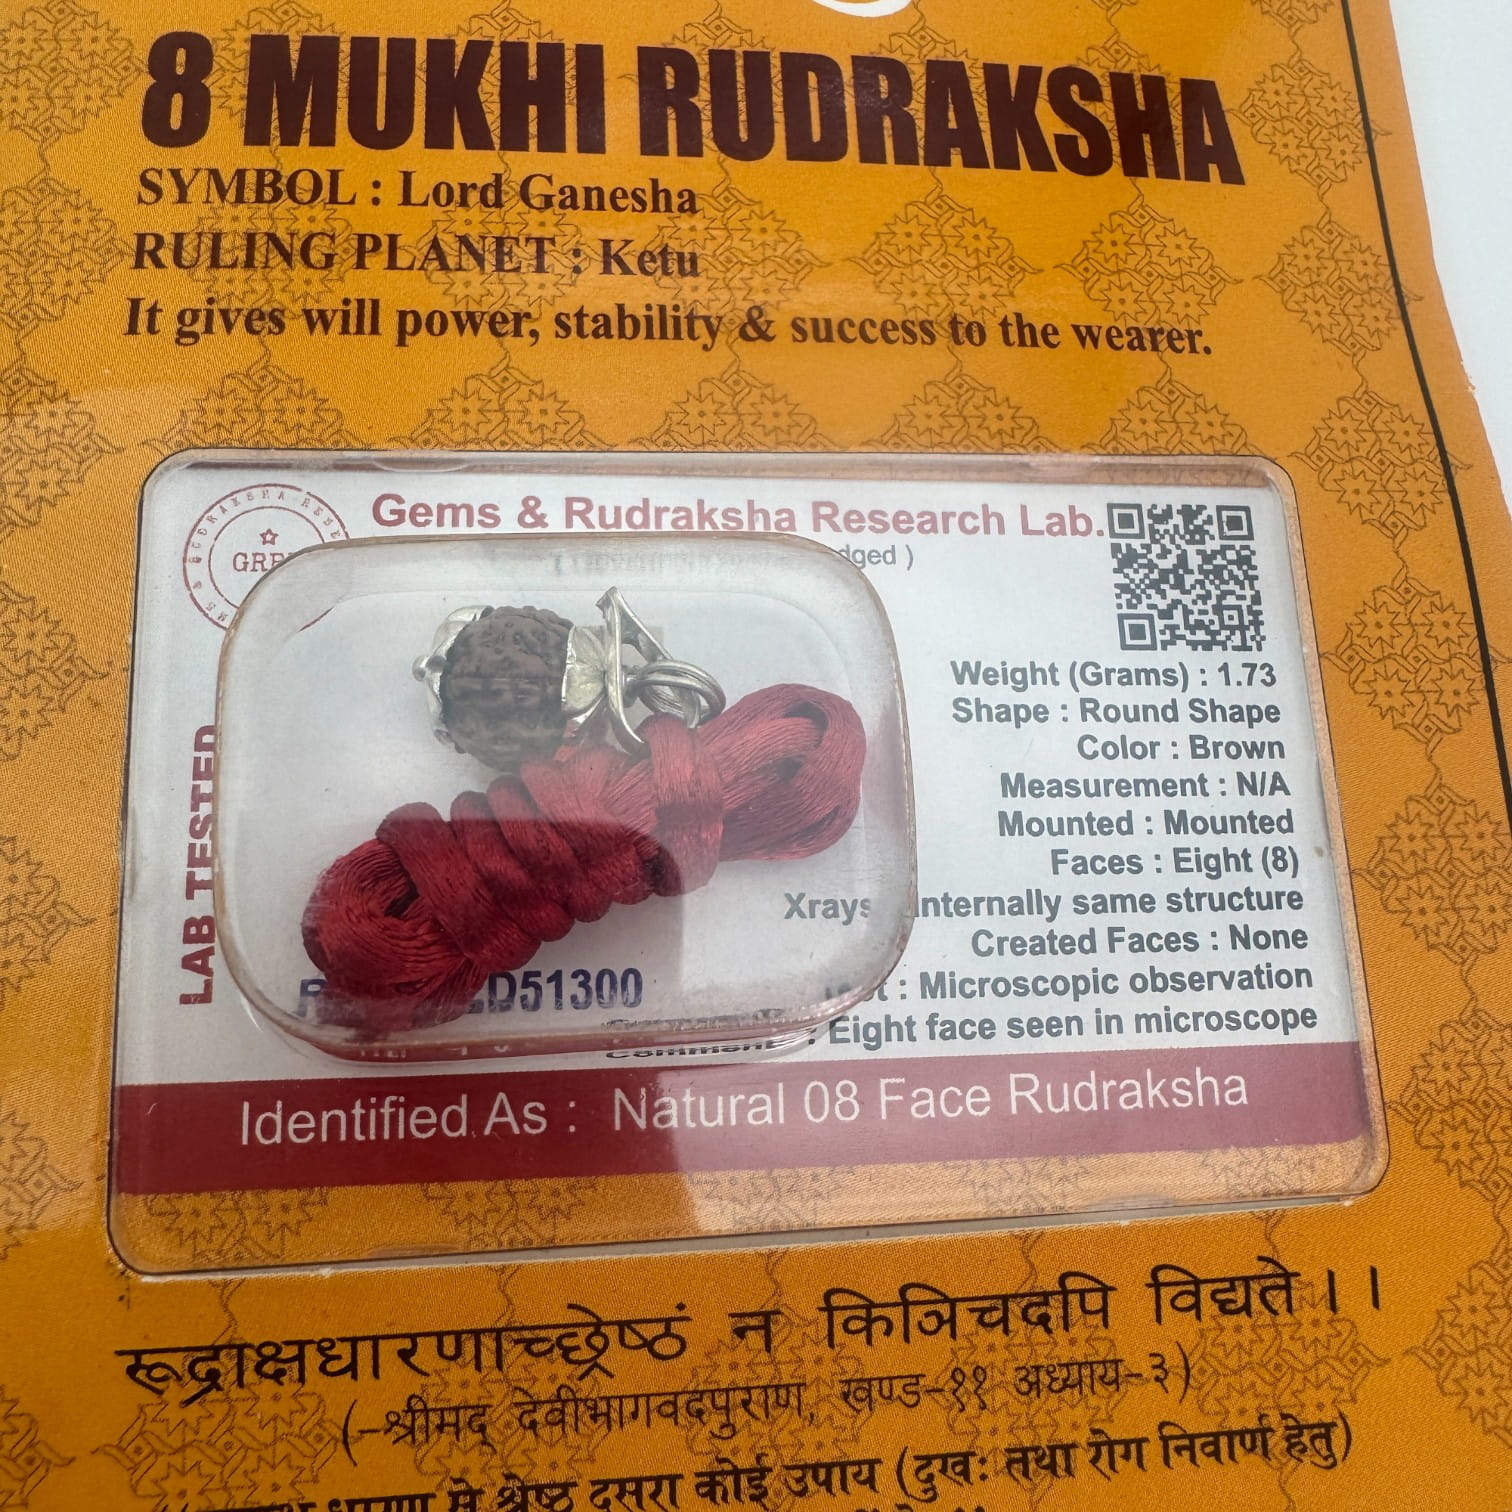 8 MUKHI RUDRAKSHA
SYMBOL : Lord Ganesha
RULING PLANET : Ketu
It gives will power, stability & success to the wearer.
Gems & Rudraksha Research Lab.
Weight (Grams) : 1.73
Shape : Round Shape
Color : Brown
Measurement : N/A
Mounted : Mounted
Faces : Eight (8)
Xrays Internally same structure
Created Faces : None
: Microscopic observation
Comment : Eight face seen in microscope
LAB TESTED
D51300
Identified As : Natural 08 Face Rudraksha
रूद्राक्षधारणाच्छ्रेष्ठं न किञिचदपि विद्यते।।
(-श्रीमद् देवीभागवदपुराण, खण्ड-११ अध्याय-३)
से श्रेष्ठ दूसरा कोई उपाय (दुखः तथा रोग निवार्ण हेतु)